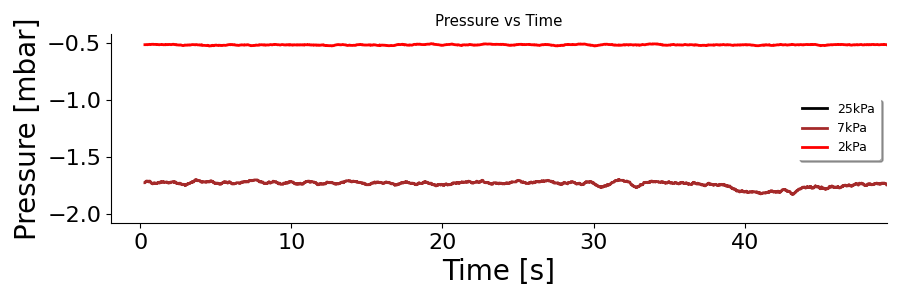 Pressure vs Time
Pressure [mbar]
−0.5
−1.0
−1.5
−2.0
25kPa
7kPa
2kPa
0 10 20 30 40
Time [s]